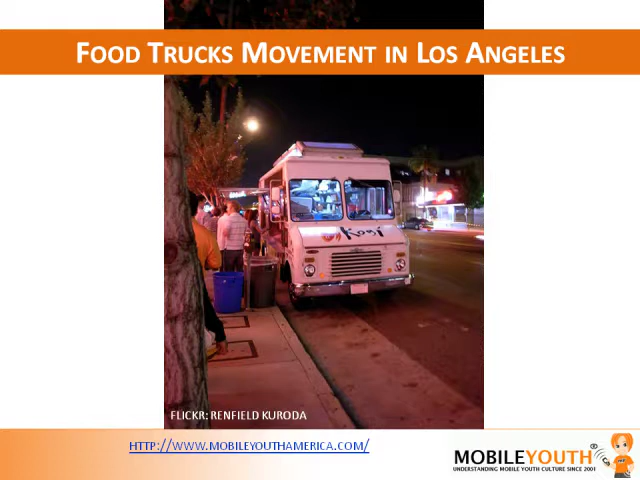 FOOD TRUCKS MOVEMENT IN LOS ANGELES
Kogi
FLICKR: RENFIELD KURODA
HTTP://WWW.MOBILEYOUTHAMERICA.COM/
MOBILEYOUTH
UNDERSTANDING MOBILE YOUTH CULTURE SINCE 2001